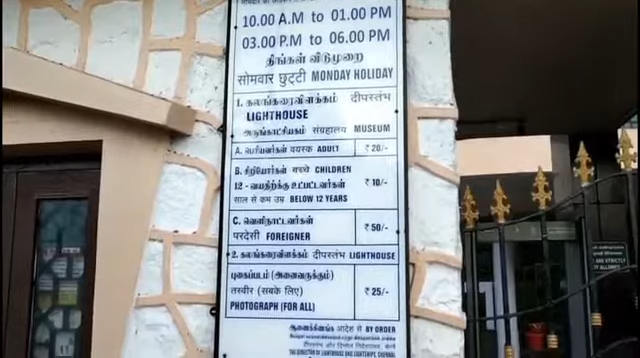 10.00 A.M to 01.00 PM
03.00 P.M to 06.00 PM
திங்கள் விடுமுறை
सोमवार छुट्टी MONDAY HOLIDAY
1. கலங்கரைவிளக்கம் दीपस्तंभ
LIGHTHOUSE
அருங்காட்சியகம் संग्रहालय MUSEUM
A. பெரியவர்கள் वयस्क ADULT ₹ 20/-
B. சிறியோர்கள் बच्चे CHILDREN
12 - வயதிற்க்கு உட்பட்டவர்கள் ₹ 10/-
साल से कम उम्र BELOW 12 YEARS
C. வெளிநாட்டவர்கள்
परदेसी FOREIGNER ₹ 50/-
2. கலங்கரைவிளக்கம் दीपस्तंभ LIGHTHOUSE
புகைப்படம் (அனைவருக்கும்)
तस्वीर (सबके लिए) ₹ 25/-
PHOTOGRAPH (FOR ALL)
ஆணைக்கிணங்க आदेश से BY ORDER
THE DIRECTOR OF LIGHTHOUSE AND LIGHTSHIPS, CHENNAI